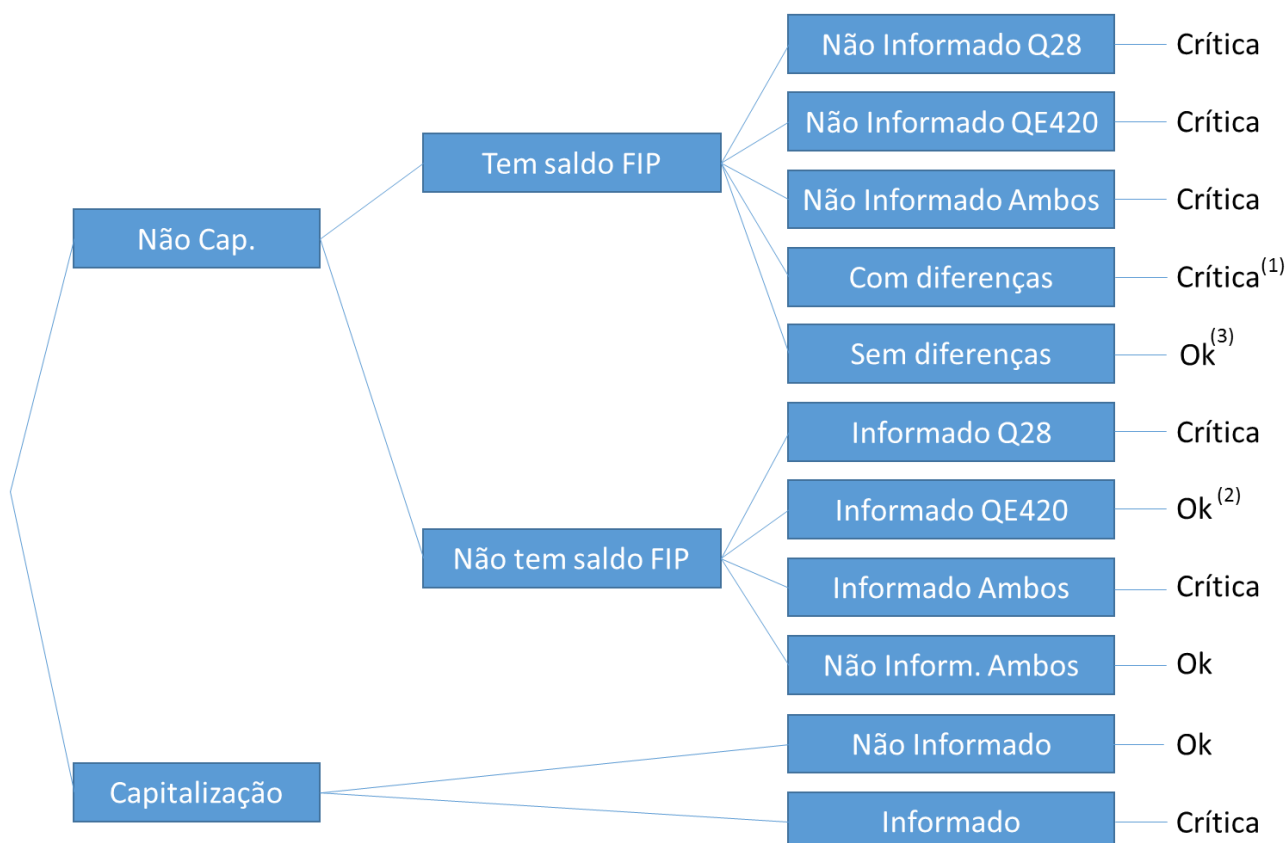 Não Informado Q28
Crítica
Não Informado QE420
Crítica
Tem saldo FIP
Não Informado Ambos
Crítica
Não Cap.
Com diferenças
Crítica(1)
Sem diferenças
Ok(3)
Informado Q28
Crítica
Informado QE420
Ok (2)
Não tem saldo FIP
Informado Ambos
Crítica
Não Inform. Ambos
Ok
Não Informado
Ok
Capitalização
Informado
Crítica